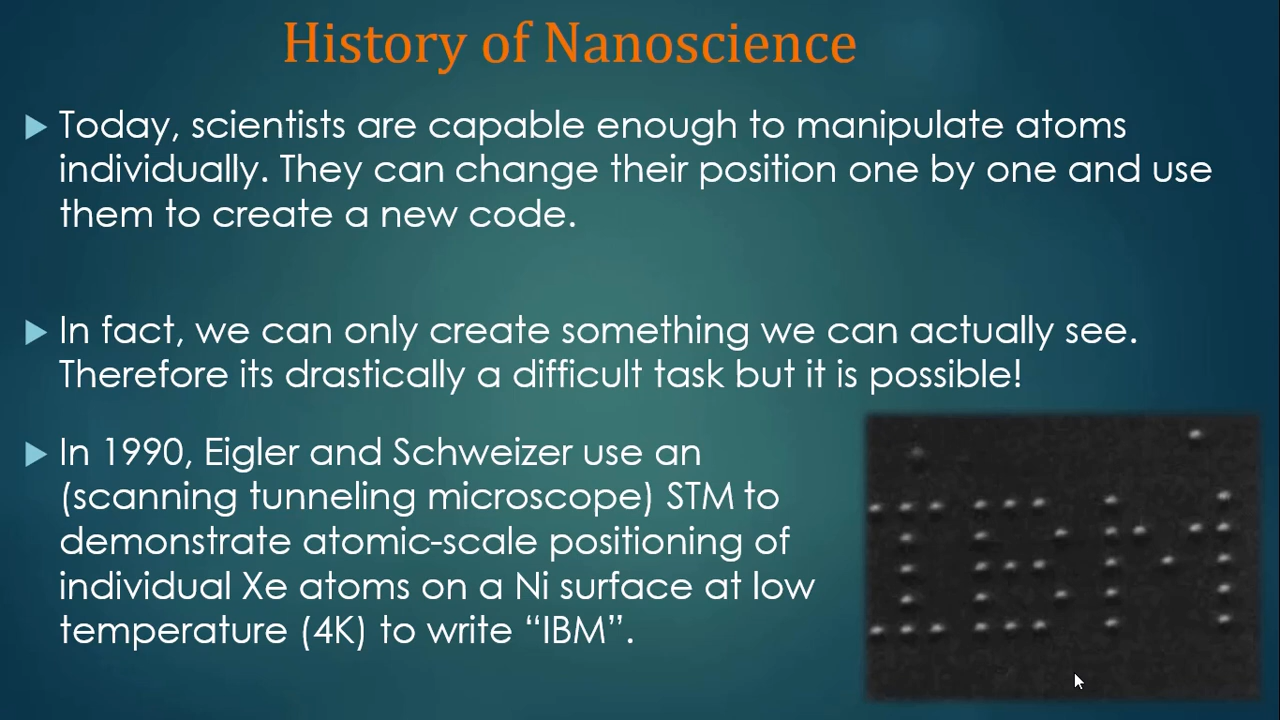 History of Nanoscience
Today, scientists are capable enough to manipulate atoms
individually. They can change their position one by one and use
them to create a new code.
In fact, we can only create something we can actually see.
Therefore its drastically a difficult task but it is possible!
In 1990, Eigler and Schweizer use an
(scanning tunneling microscope) STM to
demonstrate atomic-scale positioning of
individual Xe atoms on a Ni surface at low
temperature (4K) to write “IBM”.
IBM